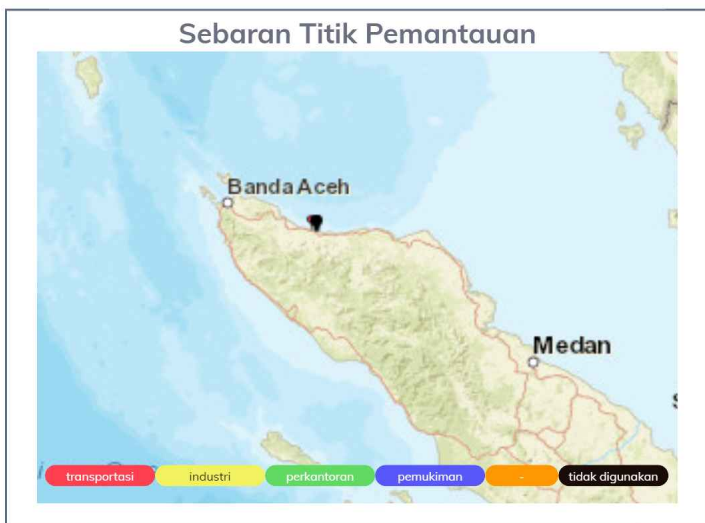 Sebaran Titik Pemantauan
Banda Aceh
Medan
transportasi
industri
perkantoran
pemukiman
-
tidak digunakan